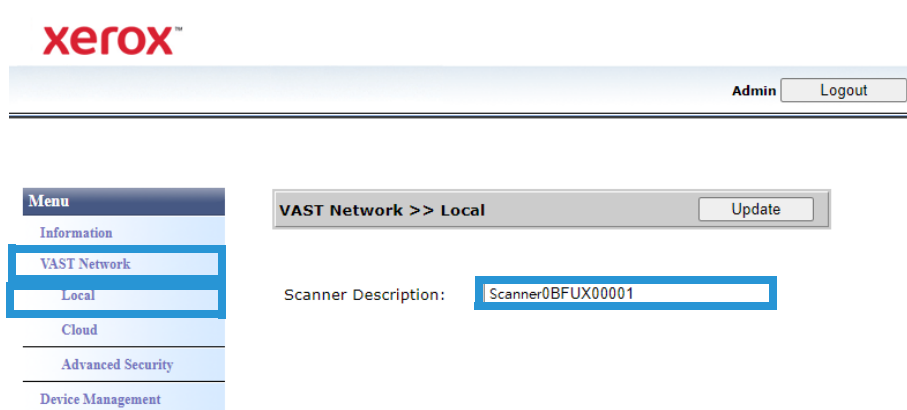 xerox™
Admin Logout
Menu
Information
VAST Network
Local
Cloud
Advanced Security
Device Management
VAST Network >> Local Update
Scanner Description: Scanner0BFUX00001